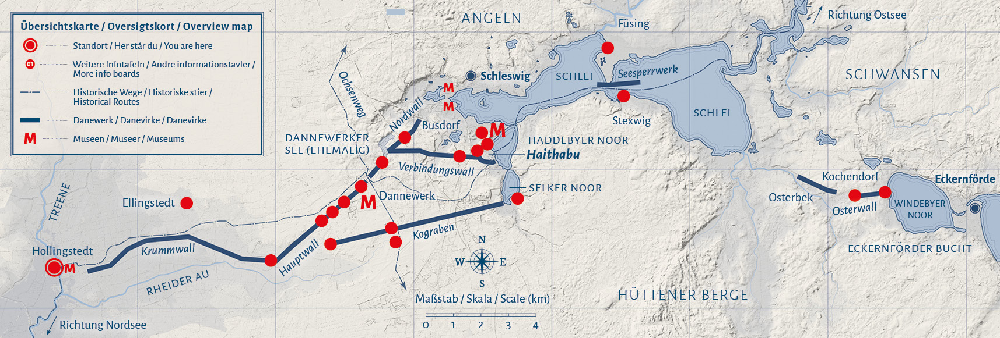 Übersichtskarte / Oversigtskort / Overview map
Standort / Her står du / You are here
01
Weitere Infotafeln / Andre informationstavler /
More info boards
Historische Wege / Historiske stier /
Historical Routes
Danewerk / Danevirke / Danevirke
M
Museen / Museer / Museums
ANGELN
Füsing
Richtung Ostsee
Ochsenweg
Schleswig
SCHLEI
Seesperrwerk
SCHWANSEN
M
M
Nordwall
Busdorf
M
Stexwig
SCHLEI
DANNEWERKER
SEE (EHEMALIG)
HADDEBYER NOOR
Haithabu
Verbindungswall
SELKER NOOR
Kochendorf
Eckernförde
Osterbek
Osterwall
WINDEBYER
NOOR
TREENE
Ellingstedt
M
Dannewerk
Kograben
Hollingstedt
M
Krummwall
Hauptwall
RHEIDER AU
N
W
E
S
ECKERNFÖRDER BUCHT
HÜTTENER BERGE
Maßstab / Skala / Scale (km)
0 1 2 3 4
Richtung Nordsee